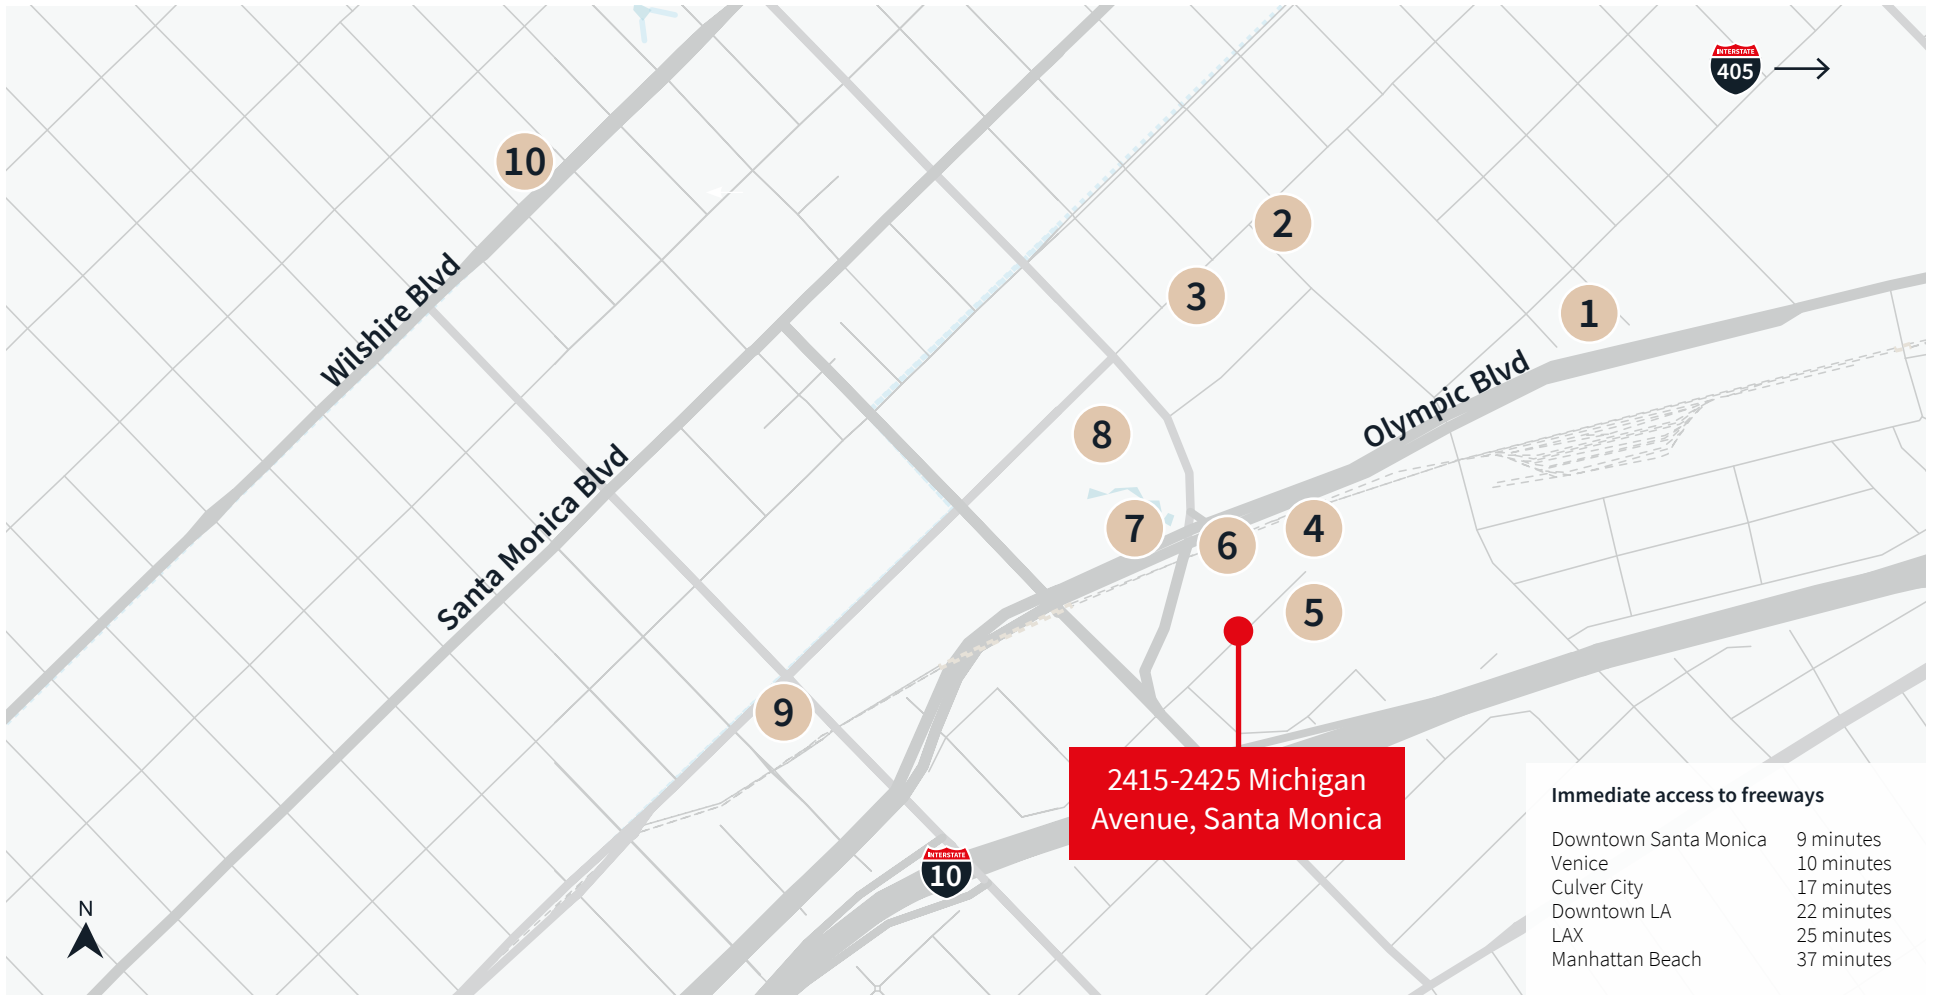 INTERSTATE
405
10
2
3
1
Wilshire Blvd
Olympic Blvd
8
Santa Monica Blvd
7
6
4
5
9
2415-2425 Michigan
Avenue, Santa Monica
INTERSTATE
10
N
Immediate access to freeways
Downtown Santa Monica 9 minutes
Venice 10 minutes
Culver City 17 minutes
Downtown LA 22 minutes
LAX 25 minutes
Manhattan Beach 37 minutes